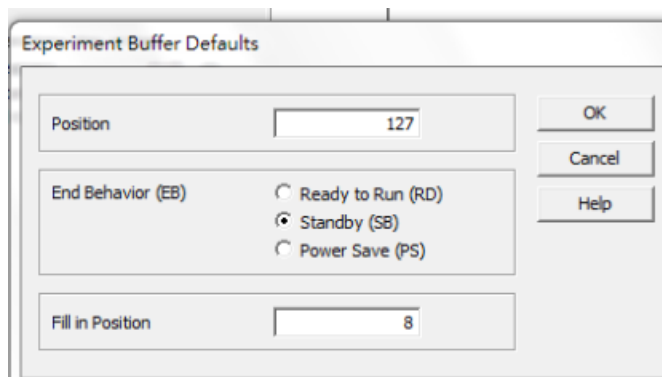 Experiment Buffer Defaults
Position 127
OK
Cancel
End Behavior (EB) Ready to Run (RD)
Help
Standby (SB)
Power Save (PS)
Fill in Position 8